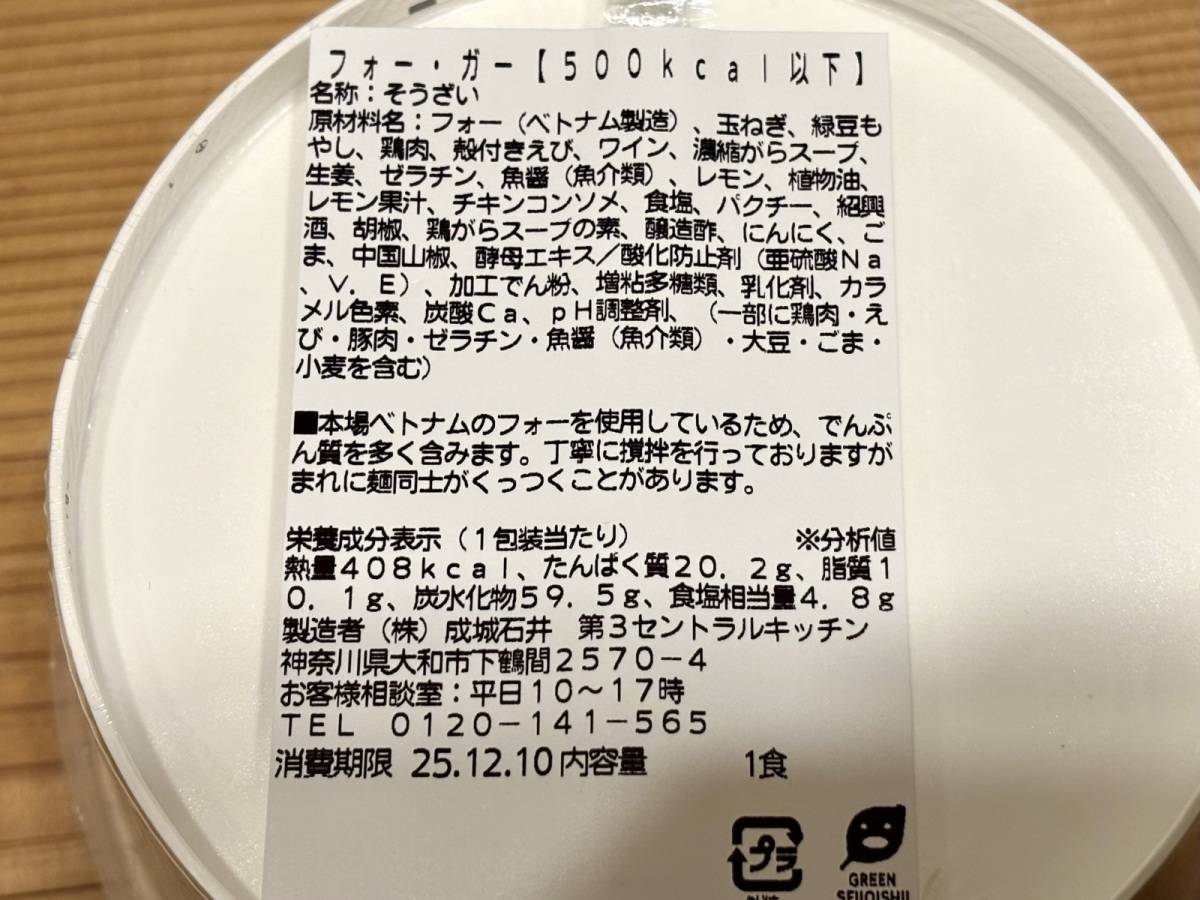 フォー・ガー【500kcal以下】
名称：そうざい
原材料名：フォー（ベトナム製造）、玉ねぎ、緑豆も
やし、鶏肉、殻付きえび、ワイン、濃縮がらスープ、
生姜、ゼラチン、魚醤（魚介類）、レモン、植物油、
レモン果汁、チキンコンソメ、食塩、パクチー、紹興
酒、胡椒、鶏がらスープの素、醸造酢、にんにく、ご
ま、中国山椒、酵母エキス／酸化防止剤（亜硫酸Na
、V．E）、加工でん粉、増粘多糖類、乳化剤、カラ
メル色素、炭酸Ca、pH調整剤、（一部に鶏肉・え
び・豚肉・ゼラチン・魚醤（魚介類）・大豆・ごま・
小麦を含む）
■本場ベトナムのフォーを使用しているため、でんぷ
ん質を多く含みます。丁寧に撹拌を行っておりますが
まれに麺同士がくっつくことがあります。
栄養成分表示（1包装当たり） ※分析値
熱量408kcal、たんぱく質20．2g、脂質1
0．1g、炭水化物59．5g、食塩相当量4．8g
製造者（株）成城石井 第3セントラルキッチン
神奈川県大和市下鶴間2570－4
お客様相談室：平日10～17時
TEL 0120－141－565
消費期限 25.12.10内容量 1食
プラ
GREEN
SEIJOISHII